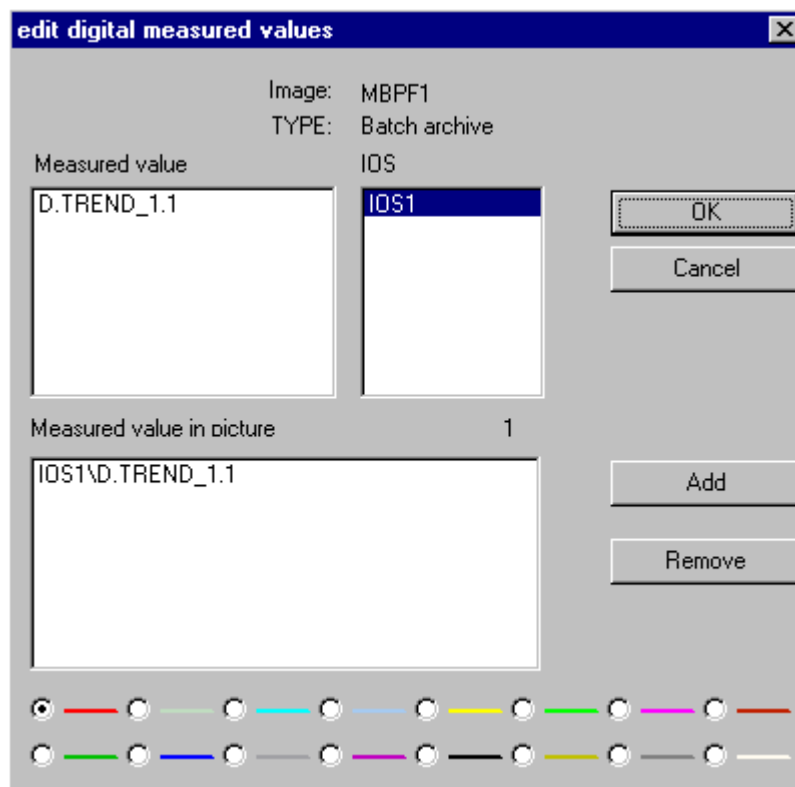 edit digital measured values
Image: MBPF1
TYPE: Batch archive
Measured value IOS
D.TREND_1.1 IOS1
OK
Cancel
Measured value in picture 1
IOS1\D.TREND_1.1
Add
Remove